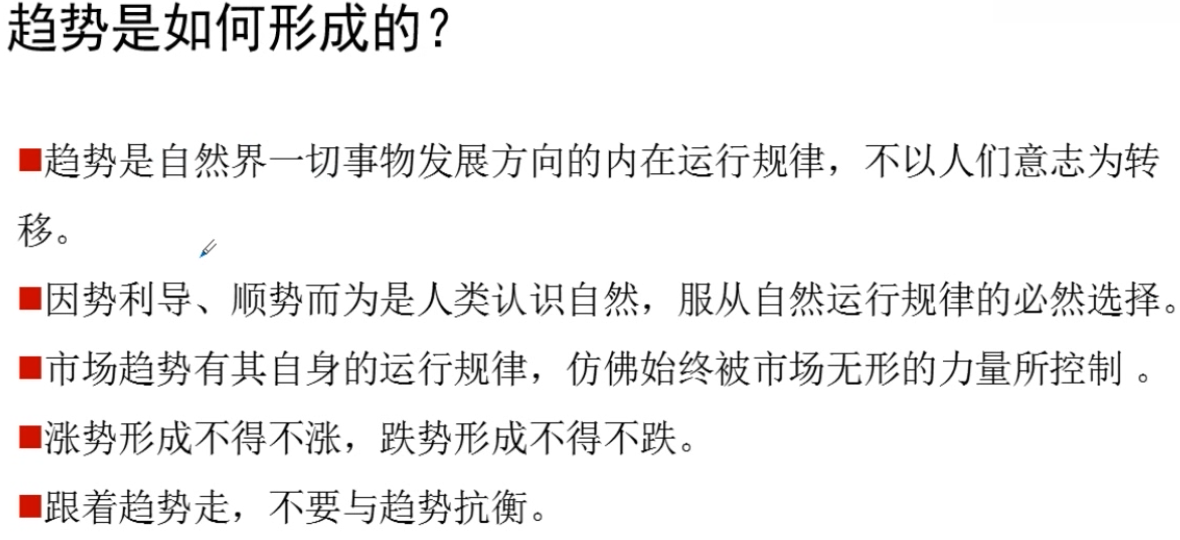 趋势是如何形成的?
■趋势是自然界一切事物发展方向的内在运行规律，不以人们意志为转
移。
■因势利导、顺势而为是人类认识自然，服从自然运行规律的必然选择。
■市场趋势有其自身的运行规律，仿佛始终被市场无形的力量所控制 。
■涨势形成不得不涨，跌势形成不得不跌。
■跟着趋势走，不要与趋势抗衡。